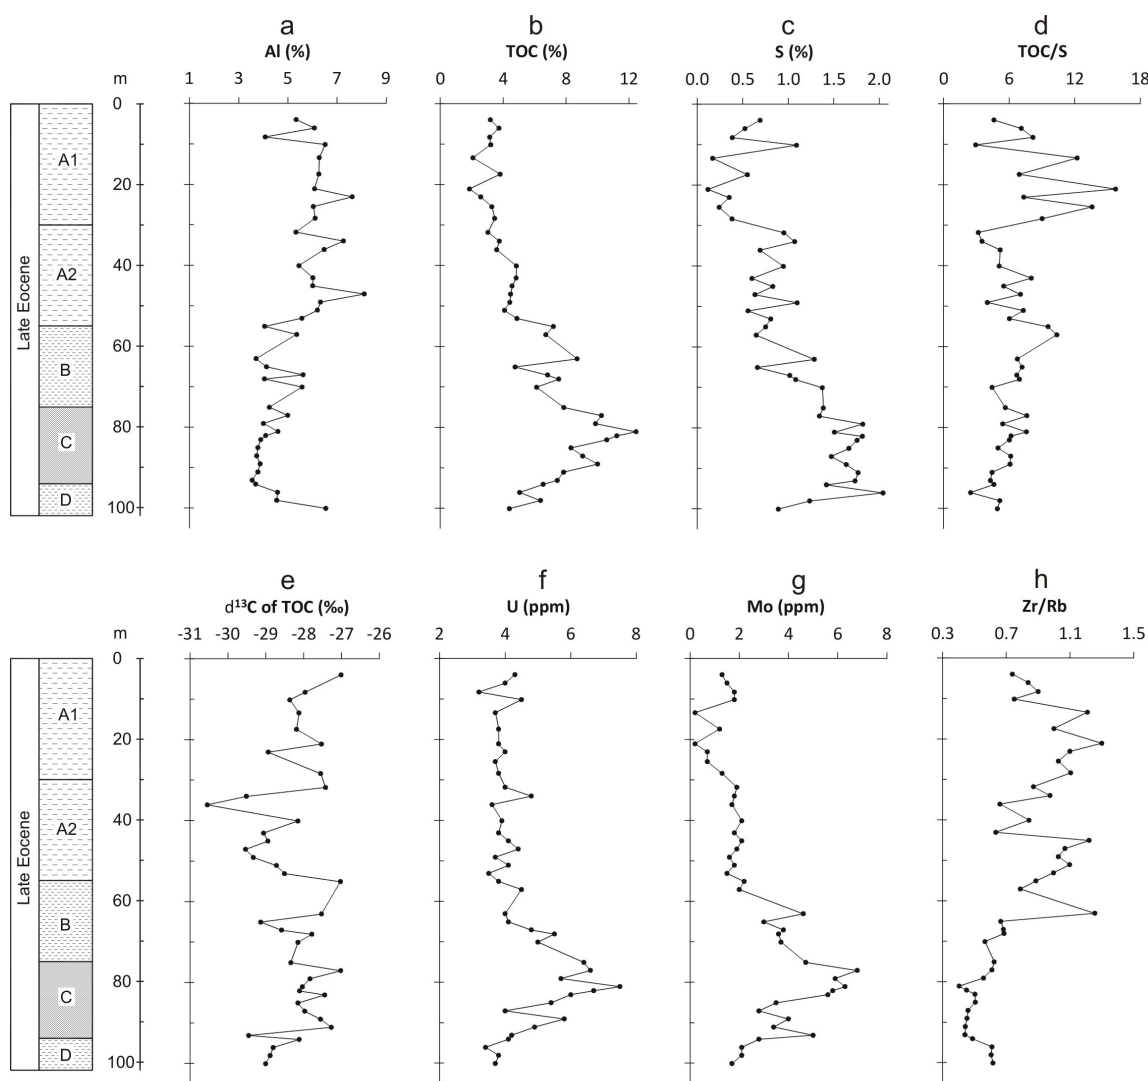 a b c d
Al (%) TOC (%) S (%) TOC/S
m 1 3 5 7 9 0 4 8 12 0.0 0.5 1.0 1.5 2.0 0 6 12 18
0
A1
20
A2
40
Late Eocene
60
B
80
C
D
100
e f g h
d¹³C of TOC (‰) U (ppm) Mo (ppm) Zr/Rb
m -31 -30 -29 -28 -27 -26 2 4 6 8 0 2 4 6 8 0.3 0.7 1.1 1.5
0
A1
20
A2
40
Late Eocene
60
B
80
C
D
100